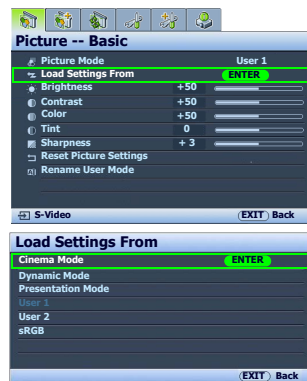 Picture -- Basic
Picture Mode User 1
Load Settings From ENTER
Brightness +50
Contrast +50
Color +50
Tint 0
Sharpness + 3
Reset Picture Settings
AI Rename User Mode
S-Video EXIT Back
Load Settings From
Cinema Mode ENTER
Dynamic Mode
Presentation Mode
User 1
User 2
sRGB
EXIT Back